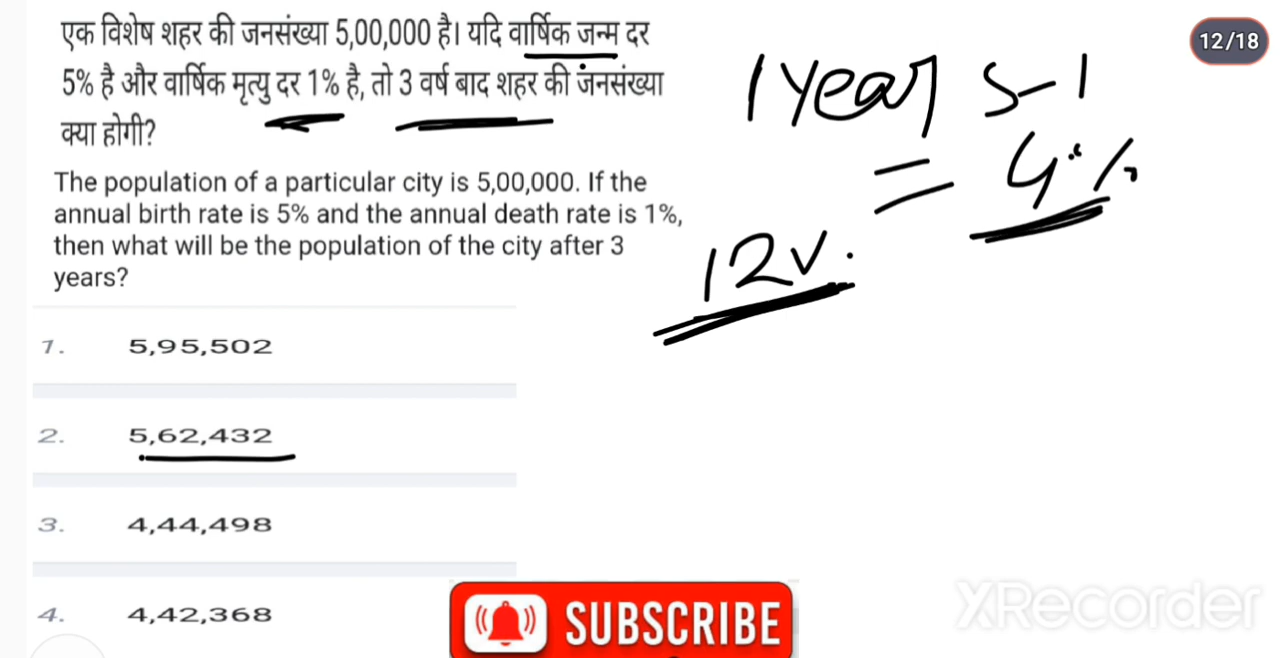 एक विशेष शहर की जनसंख्या 5,00,000 है। यदि वार्षिक जन्म दर
5% है और वार्षिक मृत्यु दर 1% है, तो 3 वर्ष बाद शहर की जनसंख्या
क्या होगी?
The population of a particular city is 5,00,000. If the
annual birth rate is 5% and the annual death rate is 1%,
then what will be the population of the city after 3
years?
1. 5,95,502
2. 5,62,432
3. 4,44,498
4. 4,42,368
12/18
1 year 5-1
= 4%
12
SUBSCRIBE
XRecorder